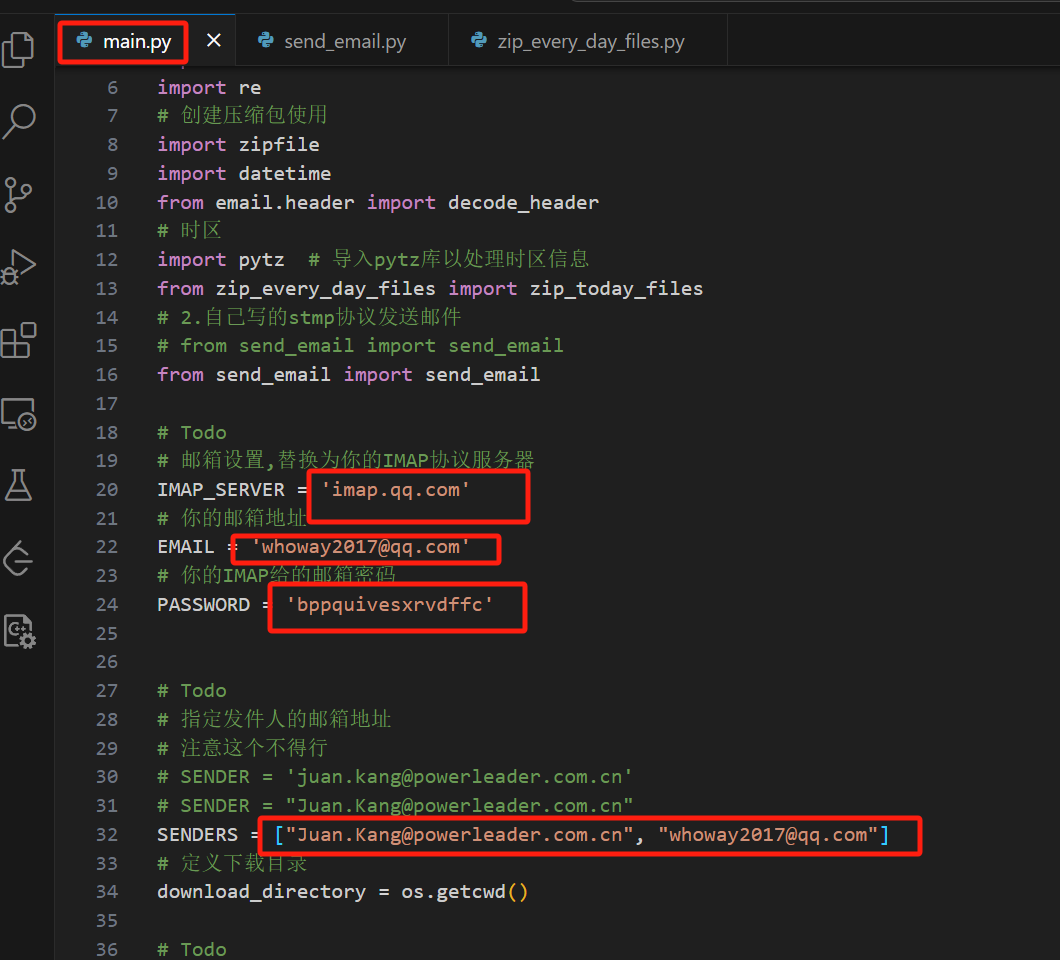 main.py send_email.py zip_every_day_files.py
6 import re
7 # 创建压缩包使用
8 import zipfile
9 import datetime
10 from email.header import decode_header
11 # 时区
12 import pytz  # 导入pytz库以处理时区信息
13 from zip_every_day_files import zip_today_files
14 # 2.自己写的stmp协议发送邮件
15 # from send_email import send_email
16 from send_email import send_email
17
18 # Todo
19 # 邮箱设置,替换为你的IMAP协议服务器
20 IMAP_SERVER = 'imap.qq.com'
21 # 你的邮箱地址
22 EMAIL = 'whoway2017@qq.com'
23 # 你的IMAP给的邮箱密码
24 PASSWORD = 'bppquivesxrvdffc'
25
26
27 # Todo
28 # 指定发件人的邮箱地址
29 # 注意这个不得行
30 # SENDER = 'juan.kang@powerleader.com.cn'
31 # SENDER = "Juan.Kang@powerleader.com.cn"
32 SENDERS = ["Juan.Kang@powerleader.com.cn", "whoway2017@qq.com"]
33 # 定义下载目录
34 download_directory = os.getcwd()
35
36 # Todo